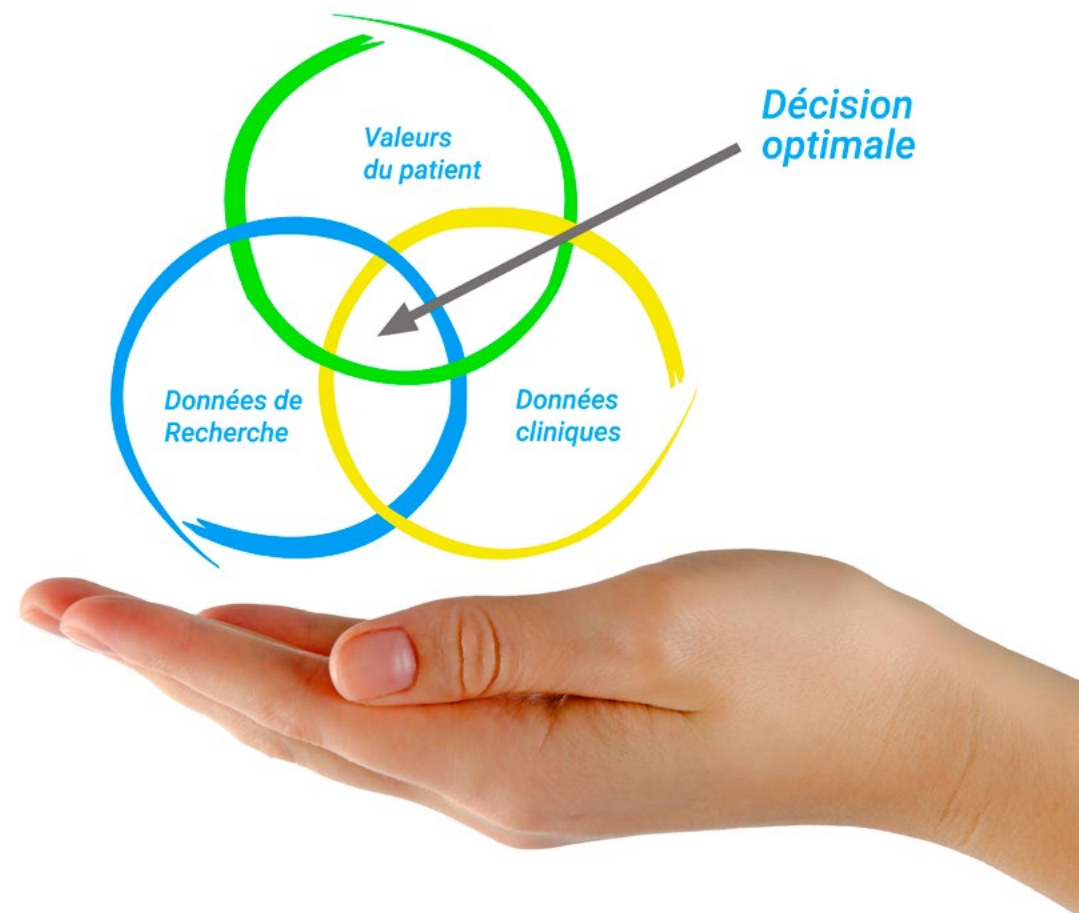 Valeurs
du patient
Décision
optimale
Données de
Recherche
Données
cliniques